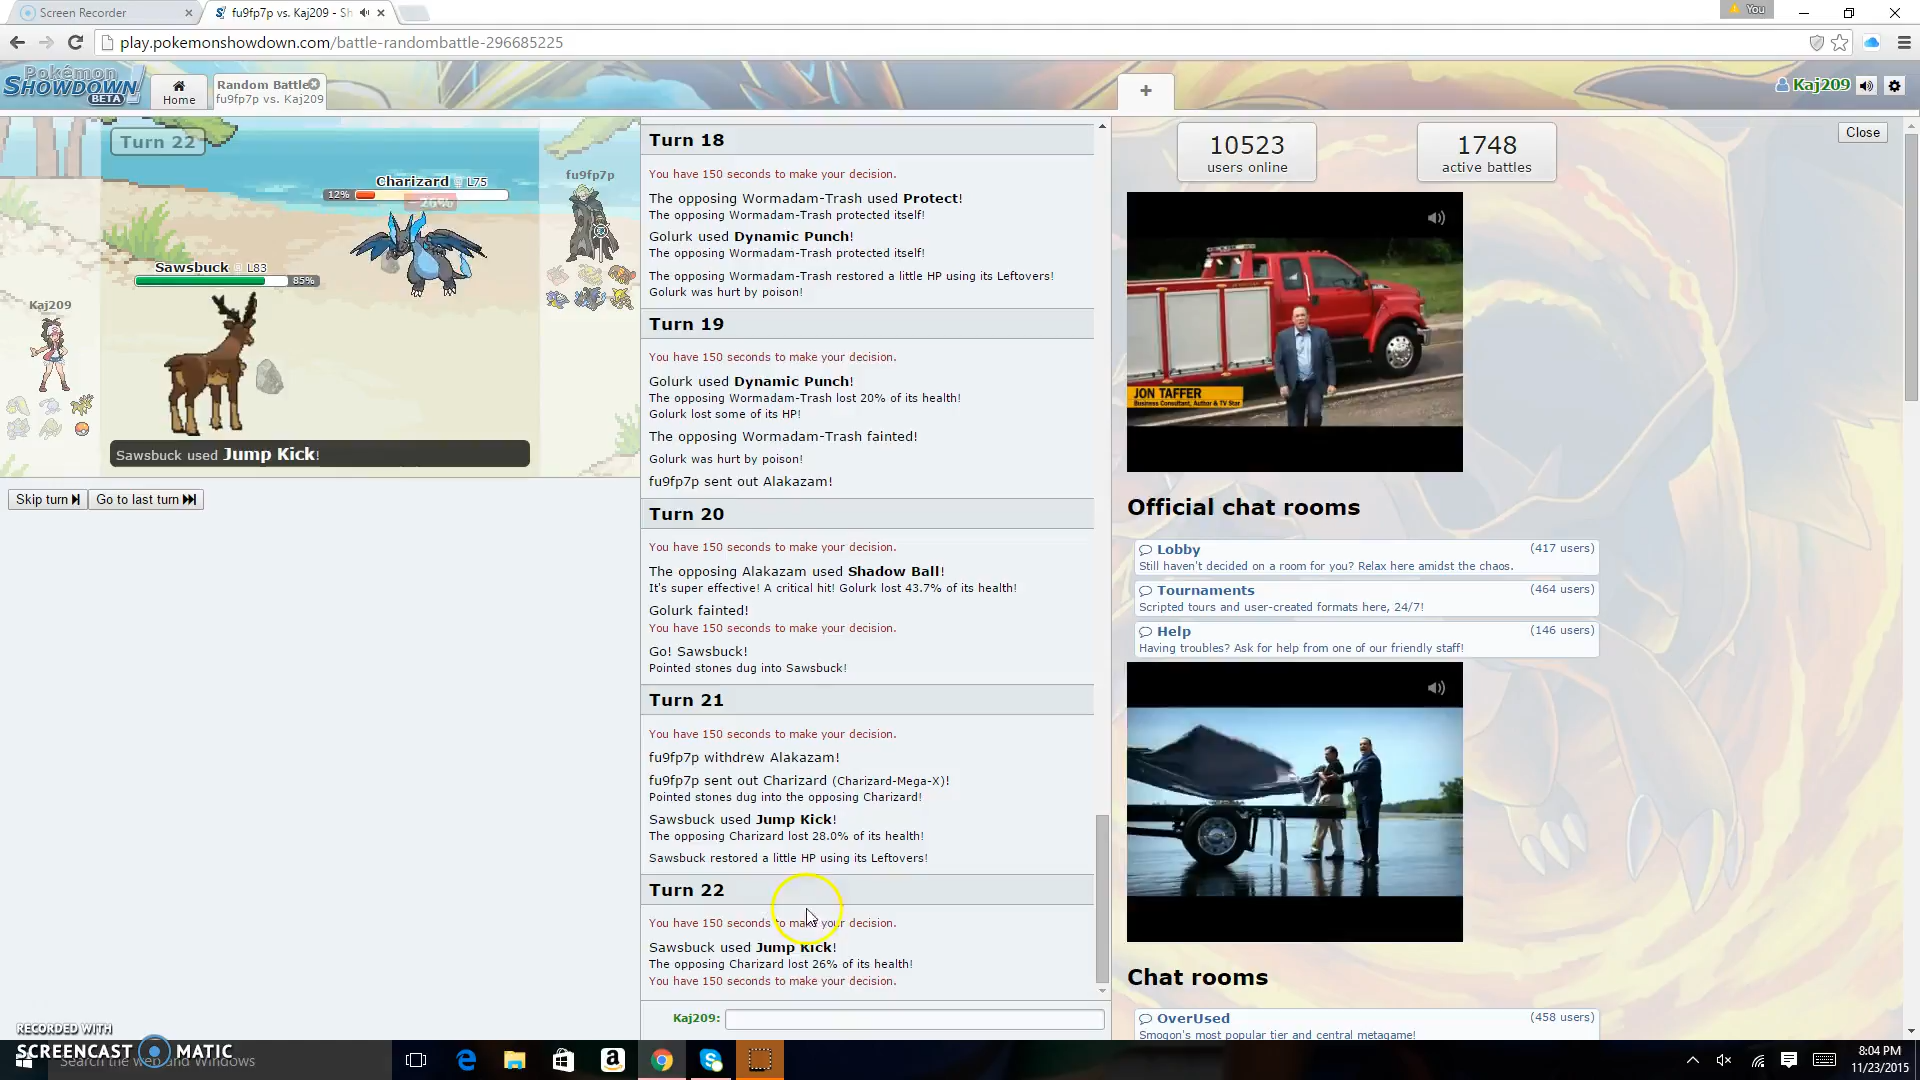 Screen Recorder
fu9fp7p vs. Kaj209 - Sh
You
play.pokemonshowdown.com/battle-randombattle-296685225
Pokémon
SHOWDOWN!
BETA
Home
Random Battle
fu9fp7p vs. Kaj209
+
Kaj209
Turn 22
Charizard L75
12%
-26%
fu9fp7p
Sawsbuck L83
85%
Kaj209
Sawsbuck used Jump Kick!
Skip turn
Go to last turn
Turn 18
You have 150 seconds to make your decision.
The opposing Wormadam-Trash used Protect!
The opposing Wormadam-Trash protected itself!
Golurk used Dynamic Punch!
The opposing Wormadam-Trash protected itself!
The opposing Wormadam-Trash restored a little HP using its Leftovers!
Golurk was hurt by poison!
Turn 19
You have 150 seconds to make your decision.
Golurk used Dynamic Punch!
The opposing Wormadam-Trash lost 20% of its health!
Golurk lost some of its HP!
The opposing Wormadam-Trash fainted!
Golurk was hurt by poison!
fu9fp7p sent out Alakazam!
Turn 20
You have 150 seconds to make your decision.
The opposing Alakazam used Shadow Ball!
It's super effective! A critical hit! Golurk lost 43.7% of its health!
Golurk fainted!
You have 150 seconds to make your decision.
Go! Sawsbuck!
Pointed stones dug into Sawsbuck!
Turn 21
You have 150 seconds to make your decision.
fu9fp7p withdrew Alakazam!
fu9fp7p sent out Charizard (Charizard-Mega-X)!
Pointed stones dug into the opposing Charizard!
Sawsbuck used Jump Kick!
The opposing Charizard lost 28.0% of its health!
Sawsbuck restored a little HP using its Leftovers!
Turn 22
You have 150 seconds to make your decision.
Sawsbuck used Jump Kick!
The opposing Charizard lost 26% of its health!
You have 150 seconds to make your decision.
Kaj209:
10523
users online
1748
active battles
Close
JON TAFFER
Business Consultant, Author & TV Star
Official chat rooms
Lobby (417 users)
Still haven't decided on a room for you? Relax here amidst the chaos.
Tournaments (464 users)
Scripted tours and user-created formats here, 24/7!
Help (146 users)
Having troubles? Ask for help from one of our friendly staff!
Chat rooms
OverUsed (458 users)
Smogon's most popular tier and central metagame!
RECORDED WITH
SCREENCAST MATIC
Search the web and Windows
8:04 PM
11/23/2015